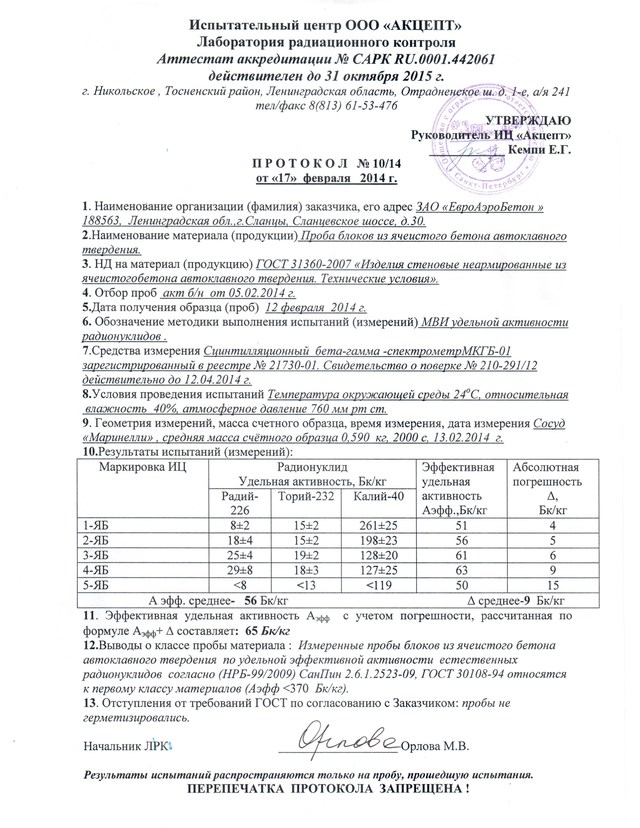 Испытательный центр ООО «АКЦЕПТ»
Лаборатория радиационного контроля
Аттестат аккредитации № САРК RU.0001.442061
действителен до 31 октября 2015 г.
г. Никольское , Тосненский район, Ленинградская область, Отрадненское ш. д. 1-е, а/я 241
тел/факс 8(813) 61-53-476
УТВЕРЖДАЮ
Руководитель ИЦ «Акцепт»
Кемпи Е.Г.
Санкт-Петербург
П Р О Т О К О Л № 10/14
от «17» февраля 2014 г.
1. Наименование организации (фамилия) заказчика, его адрес ЗАО «ЕвроАэроБетон »
188563, Ленинградская обл.,г.Сланцы, Сланцевское шоссе, д.30.
2.Наименование материала (продукции) Проба блоков из ячеистого бетона автоклавного
твердения.
3. НД на материал (продукцию) ГОСТ 31360-2007 «Изделия стеновые неармированные из
ячеистогобетона автоклавного твердения. Технические условия».
4. Отбор проб акт б/н от 05.02.2014 г.
5.Дата получения образца (проб) 12 февраля 2014 г.
6. Обозначение методики выполнения испытаний (измерений) МВИ удельной активности
радионуклидов .
7.Средства измерения Сцинтилляционный бета-гамма -спектрометрМКГБ-01
зарегистрированный в реестре № 21730-01. Свидетельство о поверке № 210-291/12
действительно до 12.04.2014 г.
8.Условия проведения испытаний Температура окружающей среды 24°С, относительная
влажность 40%, атмосферное давление 760 мм рт ст.
9. Геометрия измерений, масса счетного образца, время измерения, дата измерения Сосуд
«Маринелли» , средняя масса счётного образца 0,590 кг, 2000 с, 13.02.2014 г.
10.Результаты испытаний (измерений):
Маркировка ИЦ Радионуклид Эффективная Абсолютная
Удельная активность, Бк/кг удельная погрешность
Радий- Торий-232 Калий-40 активность Δ,
226 Аэфф.,Бк/кг Бк/кг
1-ЯБ 8±2 15±2 261±25 51 4
2-ЯБ 18±4 15±2 198±23 56 5
3-ЯБ 25±4 19±2 128±20 61 6
4-ЯБ 29±8 18±3 127±25 63 9
5-ЯБ <8 <13 <119 50 15
А эфф. среднее- 56 Бк/кг Δ среднее-9 Бк/кг
11. Эффективная удельная активность Аэфф с учетом погрешности, рассчитанная по
формуле Аэфф+ Δ составляет: 65 Бк/кг
12.Выводы о классе пробы материала : Измеренные пробы блоков из ячеистого бетона
автоклавного твердения по удельной эффективной активности естественных
радионуклидов согласно (НРБ-99/2009) СанПин 2.6.1.2523-09, ГОСТ 30108-94 относятся
к первому классу материалов (Аэфф <370 Бк/кг).
13. Отступления от требований ГОСТ по согласованию с Заказчиком: пробы не
герметизировались.
Начальник ЛРК Орлова Орлова М.В.
Результаты испытаний распространяются только на пробу, прошедшую испытания.
ПЕРЕПЕЧАТКА ПРОТОКОЛА ЗАПРЕЩЕНА !